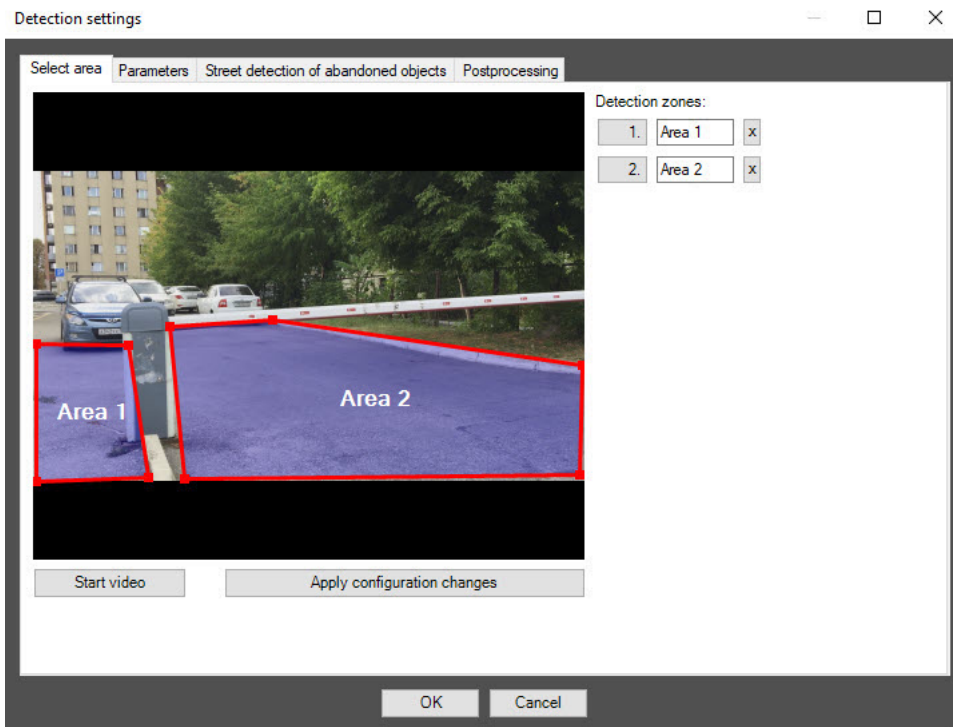 Detection settings
Select area Parameters Street detection of abandoned objects Postprocessing
Detection zones:
1. Area 1 x
2. Area 2 x
Area 1
Area 2
Start video Apply configuration changes
OK Cancel